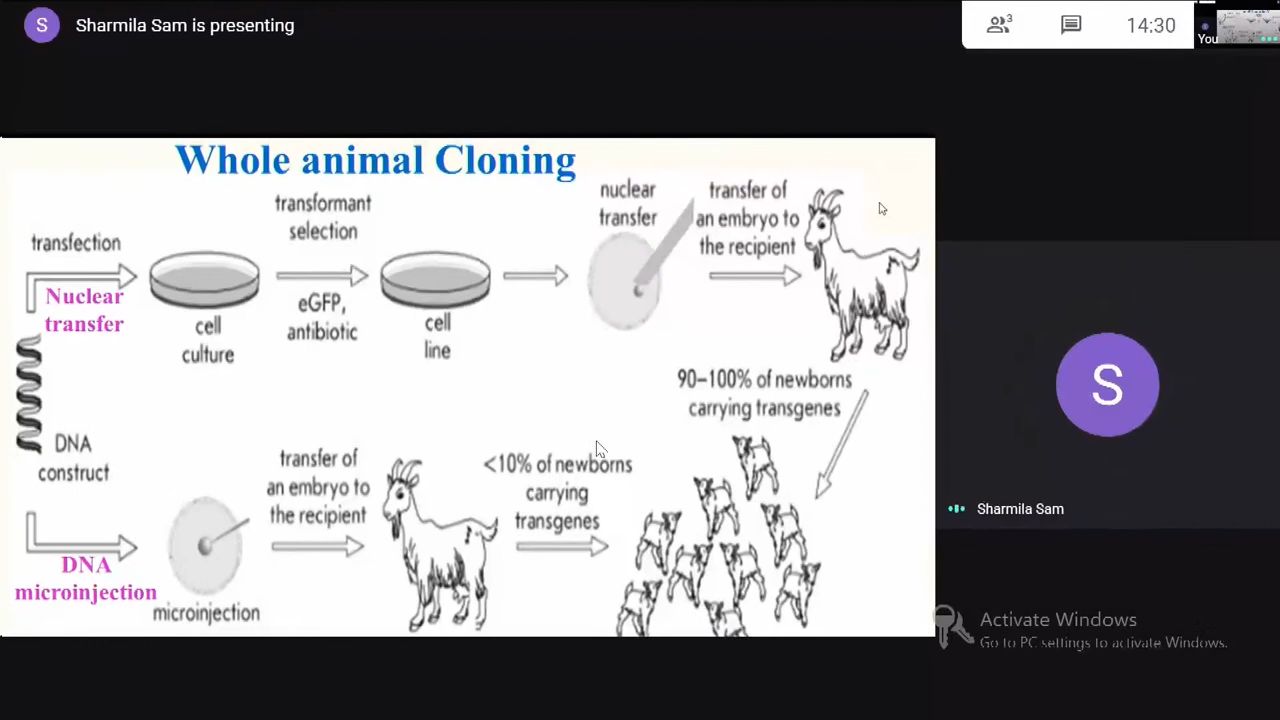 S
Sharmila Sam is presenting
3
14:30
You
Whole animal Cloning
transfection
Nuclear
transfer
cell
culture
transformant
selection
eGFP,
antibiotic
cell
line
nuclear
transfer
transfer of
an embryo to
the recipient
90–100% of newborns
carrying transgenes
DNA
construct
DNA
microinjection
microinjection
transfer of
an embryo to
the recipient
<10% of newborns
carrying
transgenes
S
Sharmila Sam
Activate Windows
Go to PC settings to activate Windows.